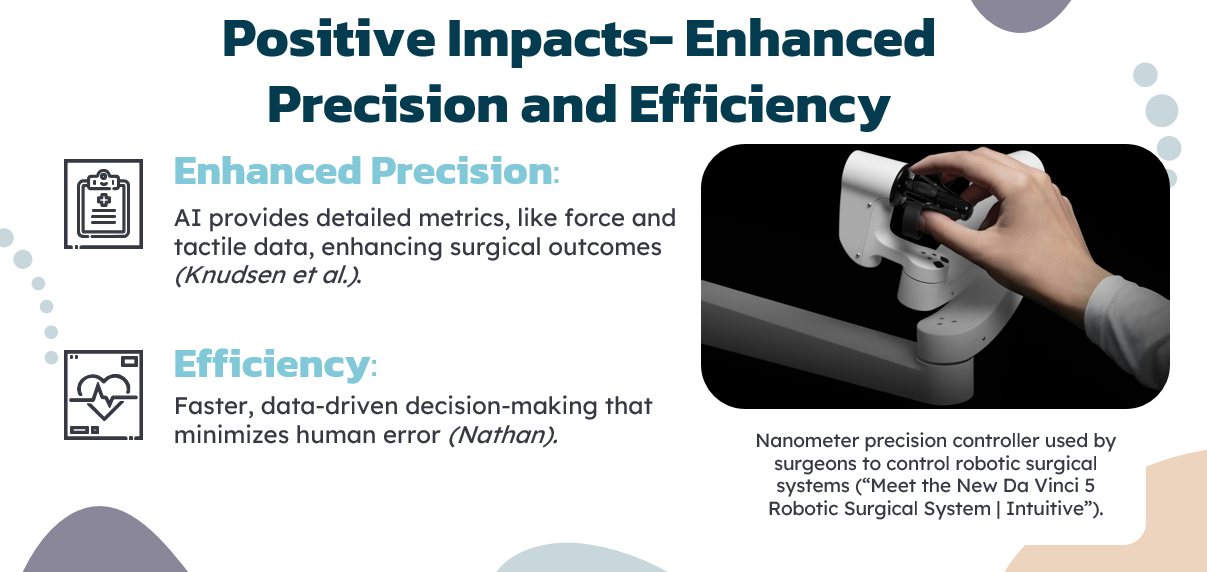 Positive Impacts- Enhanced
Precision and Efficiency
Enhanced Precision:
AI provides detailed metrics, like force and
tactile data, enhancing surgical outcomes
(Knudsen et al.).
Efficiency:
Faster, data-driven decision-making that
minimizes human error (Nathan).
Nanometer precision controller used by
surgeons to control robotic surgical
systems (“Meet the New Da Vinci 5
Robotic Surgical System | Intuitive”).